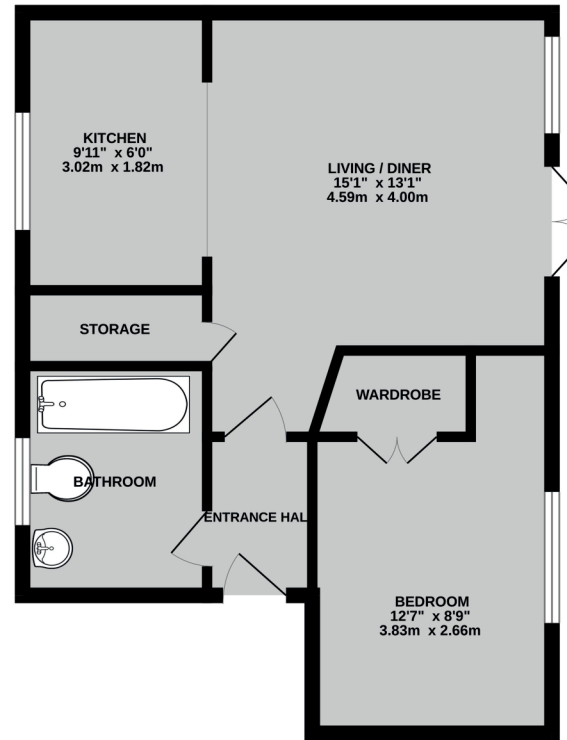 KITCHEN
9'11" x 6'0"
3.02m x 1.82m
LIVING / DINER
15'1" x 13'1"
4.59m x 4.00m
STORAGE
WARDROBE
BATHROOM
ENTRANCE HAL
BEDROOM
12'7" x 8'9"
3.83m x 2.66m